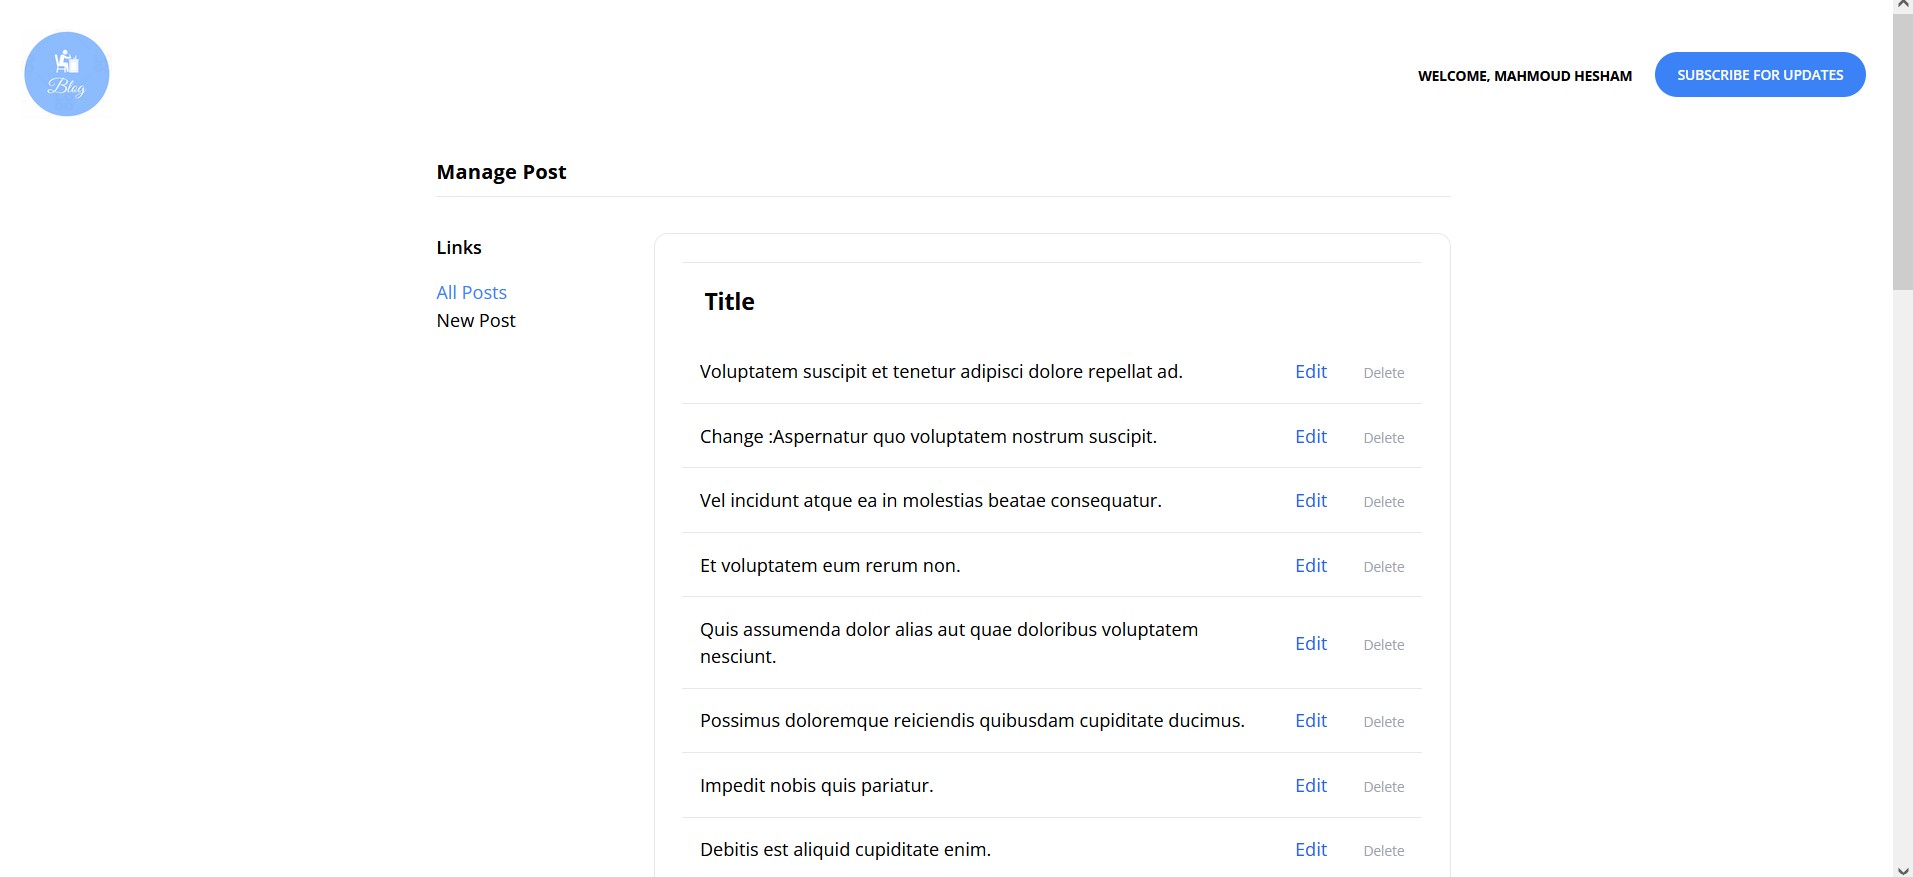 Blog
WELCOME, MAHMOUD HESHAM
SUBSCRIBE FOR UPDATES
Manage Post
Links
All Posts
New Post
Title
Voluptatem suscipit et tenetur adipisci dolore repellat ad. Edit Delete
Change :Aspernatur quo voluptatem nostrum suscipit. Edit Delete
Vel incidunt atque ea in molestias beatae consequatur. Edit Delete
Et voluptatem eum rerum non. Edit Delete
Quis assumenda dolor alias aut quae doloribus voluptatem
nesciunt. Edit Delete
Possimus doloremque reiciendis quibusdam cupiditate ducimus. Edit Delete
Impedit nobis quis pariatur. Edit Delete
Debitis est aliquid cupiditate enim. Edit Delete